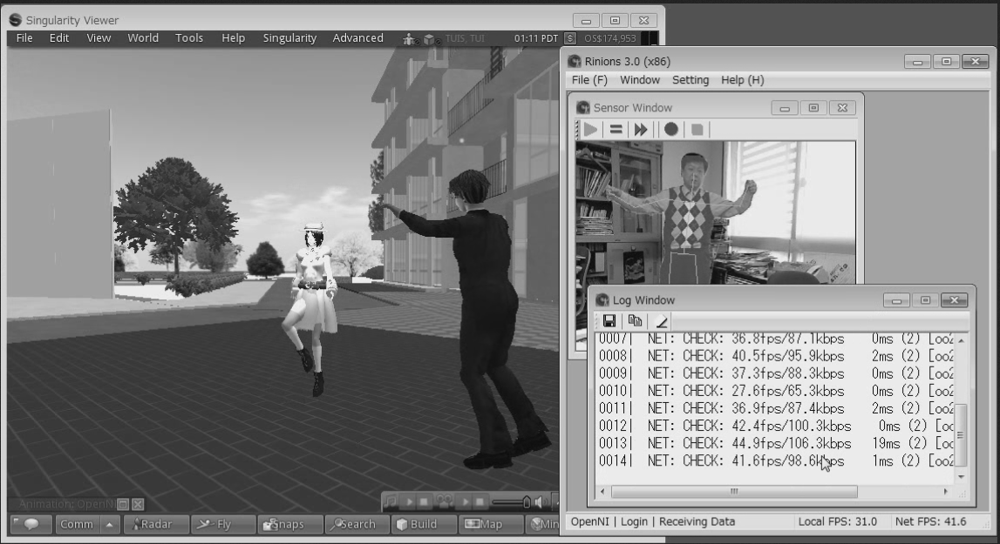 Singularity Viewer
File Edit View World Tools Help Singularity Advanced TUIS, TUI 01:11 PDT OS$174,953
Rinions 3.0 (x86)
File (F) Window Setting Help (H)
Sensor Window
Log Window
0007| NET: CHECK: 36.8fps/87.1kbps 0ms (2) [oo2
0008| NET: CHECK: 40.5fps/95.9kbps 2ms (2) [oo2
0009| NET: CHECK: 37.3fps/88.3kbps 0ms (2) [oo2
0010| NET: CHECK: 27.6fps/65.3kbps 0ms (2) [oo2
0011| NET: CHECK: 36.9fps/87.4kbps 2ms (2) [oo2
0012| NET: CHECK: 42.4fps/100.3kbps 0ms (2) [oo
0013| NET: CHECK: 44.9fps/106.3kbps 19ms (2) [oo
0014| NET: CHECK: 41.6fps/98.6kbps 1ms (2) [oo2
Animation: OpenN
Comm Radar Fly Snaps Search Build Map Min
OpenNI | Login | Receiving Data Local FPS: 31.0 Net FPS: 41.6